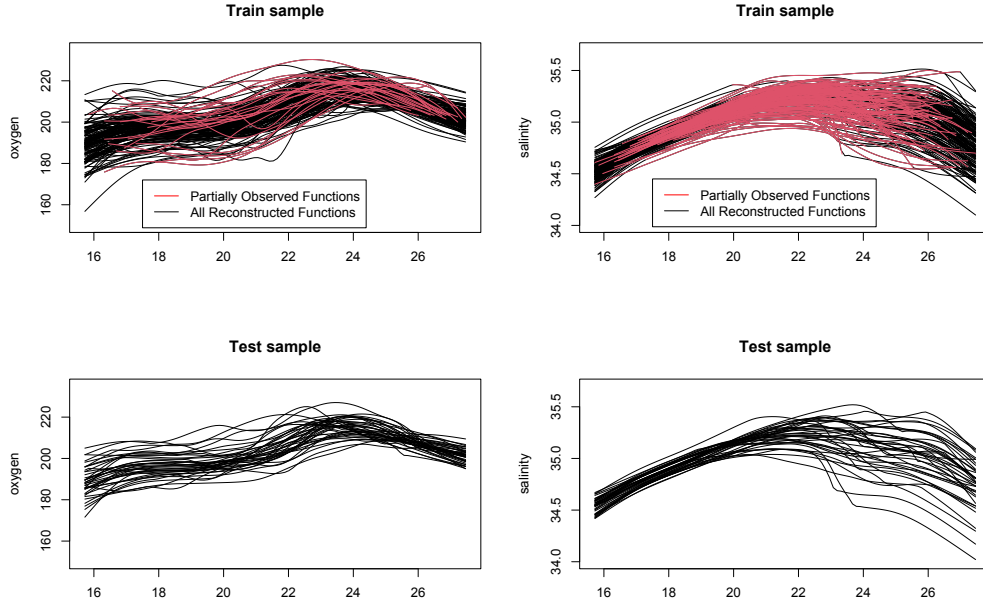 Train sample
oxygen
160 180 200 220
Partially Observed Functions
All Reconstructed Functions
16 18 20 22 24 26
Train sample
salinity
34.0 34.5 35.0 35.5
Partially Observed Functions
All Reconstructed Functions
16 18 20 22 24 26
Test sample
oxygen
160 180 200 220
16 18 20 22 24 26
Test sample
salinity
34.0 34.5 35.0 35.5
16 18 20 22 24 26